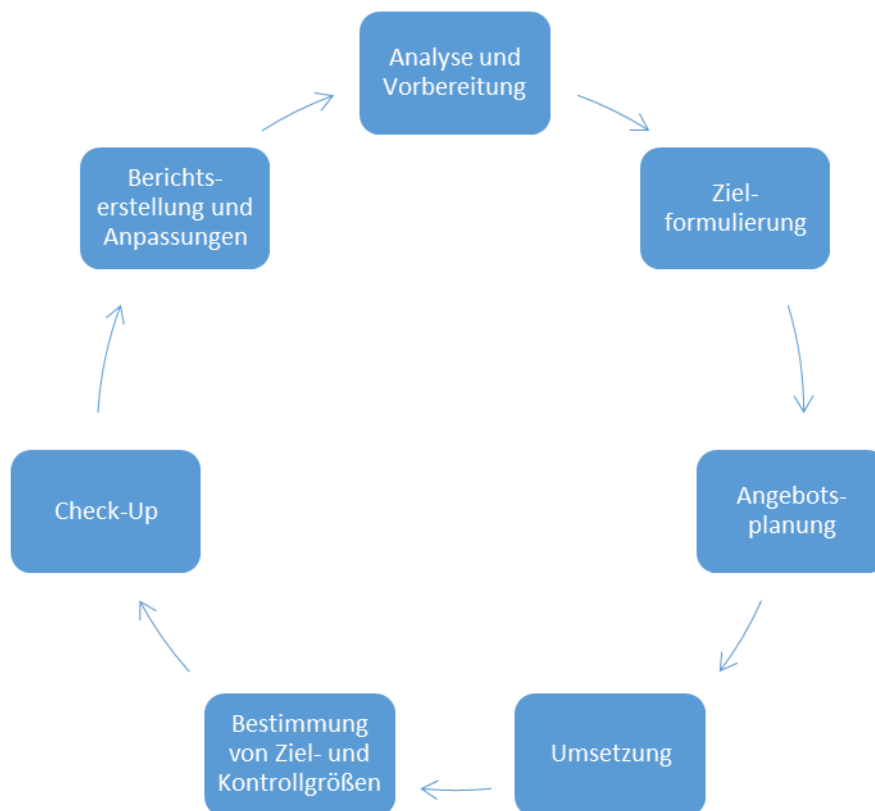 Analyse und
Vorbereitung
Ziel-
formulierung
Angebots-
planung
Umsetzung
Bestimmung
von Ziel- und
Kontrollgrößen
Check-Up
Berichts-
erstellung und
Anpassungen